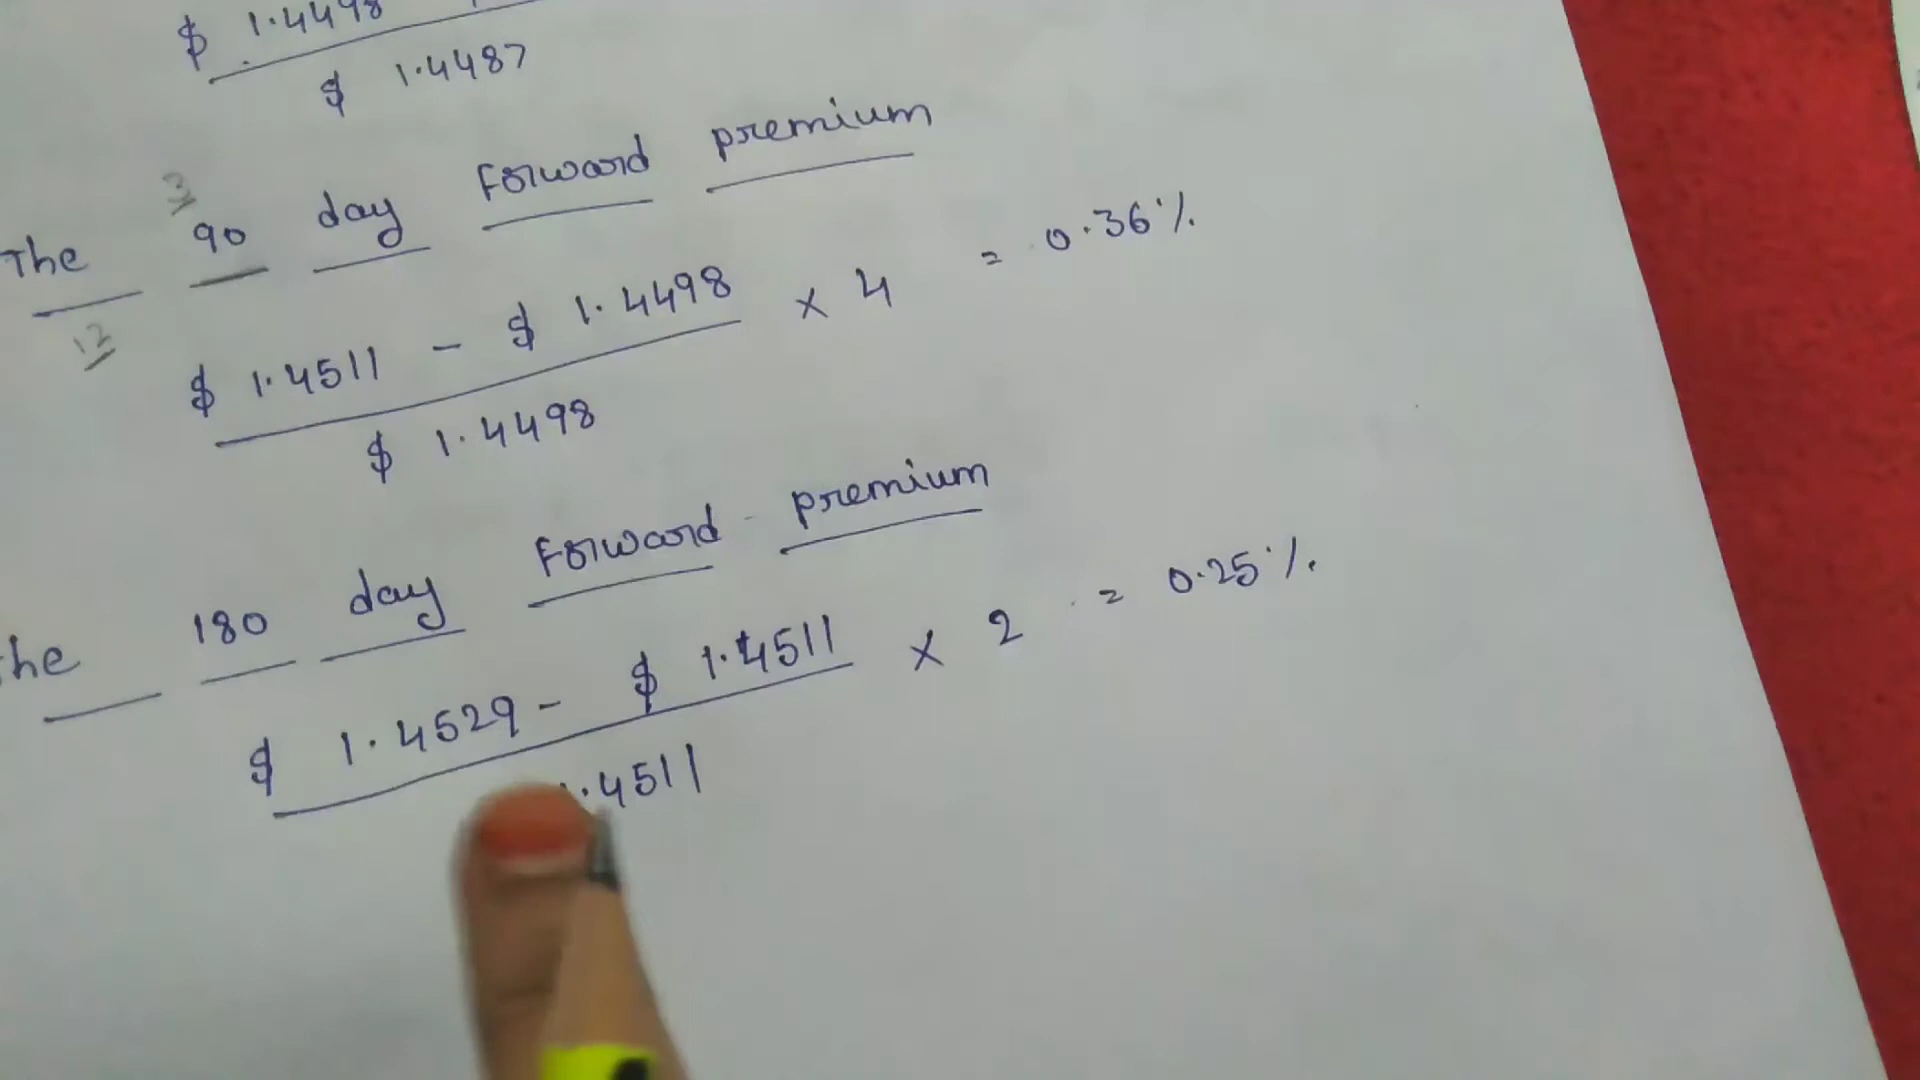 $ 1.4498
$ 1.4487
The 90 day Forward premium
3
12
$ 1.4511 - $ 1.4498 × 4 = 0.36%
$ 1.4498
The 180 day Forward premium
$ 1.4529 - $ 1.4511 × 2 = 0.25%
1.4511